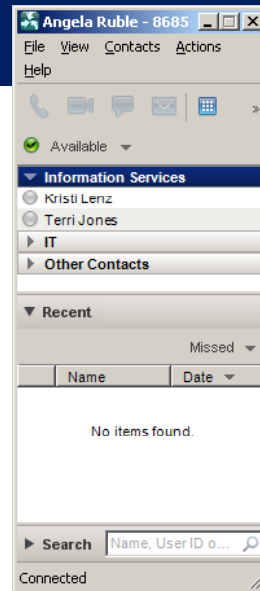 Angela Ruble - 8685
File View Contacts Actions
Help
»
Available
Information Services
Kristi Lenz
Terri Jones
IT
Other Contacts
Recent
Missed
Name Date
No items found.
Search Name, User ID o...
Connected